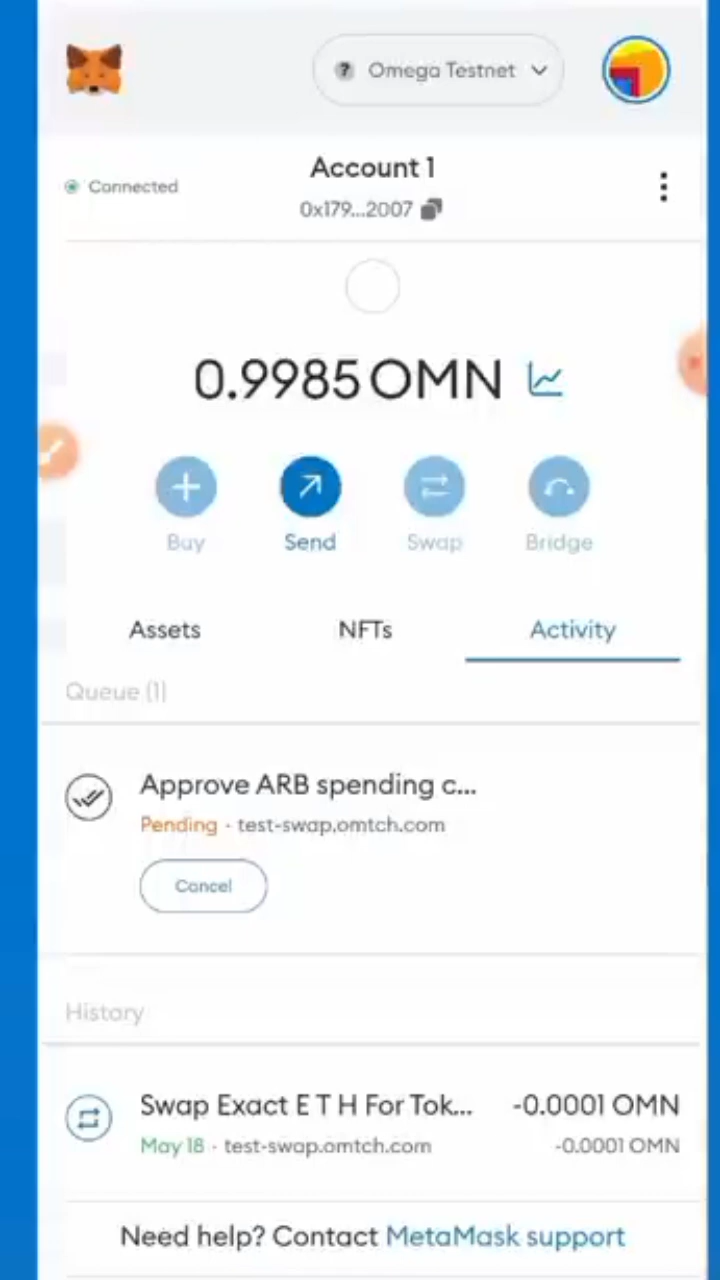 ? Omega Testnet
Account 1
Connected
0x179...2007
0.9985 OMN
Buy Send Swap Bridge
Assets NFTs Activity
Queue (1)
Approve ARB spending c...
Pending · test-swap.omtch.com
Cancel
History
Swap Exact E T H For Tok... -0.0001 OMN
May 18 · test-swap.omtch.com -0.0001 OMN
Need help? Contact MetaMask support